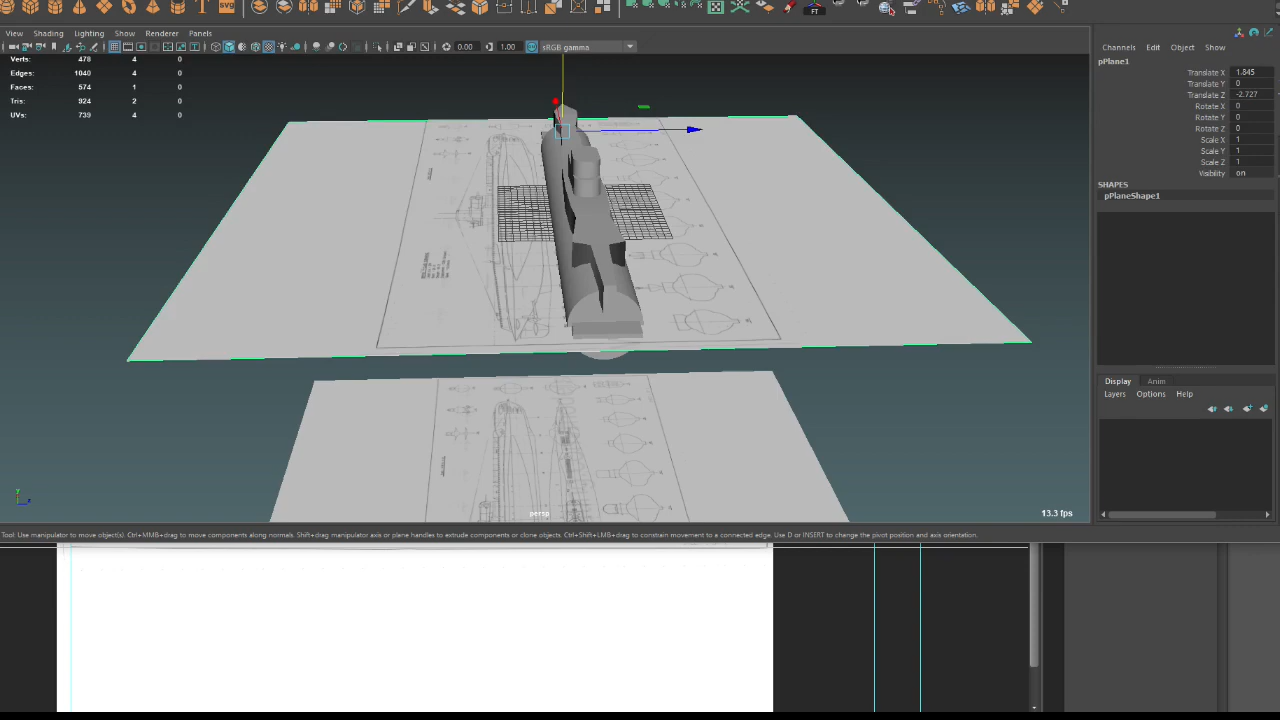 svg
FT
View Shading Lighting Show Renderer Panels
0.00 1.00 sRGB gamma
Verts: 478 4 0
Edges: 1040 4 0
Faces: 574 1 0
Tris: 924 2 0
UVs: 739 4 0
persp
13.3 fps
y
Channels Edit Object Show
pPlane1
Translate X 1.845
Translate Y 0
Translate Z -2.727
Rotate X 0
Rotate Y 0
Rotate Z 0
Scale X 1
Scale Y 1
Scale Z 1
Visibility on
SHAPES
pPlaneShape1
Display Anim
Layers Options Help
Tool: Use manipulator to move object(s). Ctrl+MMB+drag to move components along normals. Shift+drag manipulator axis or plane handles to extrude components or clone objects. Ctrl+Shift+LMB+drag to constrain movement to a connected edge. Use D or INSERT to change the pivot position and axis orientation.